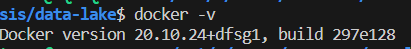 sis/data-lake$ docker -v
Docker version 20.10.24+dfsg1, build 297e128